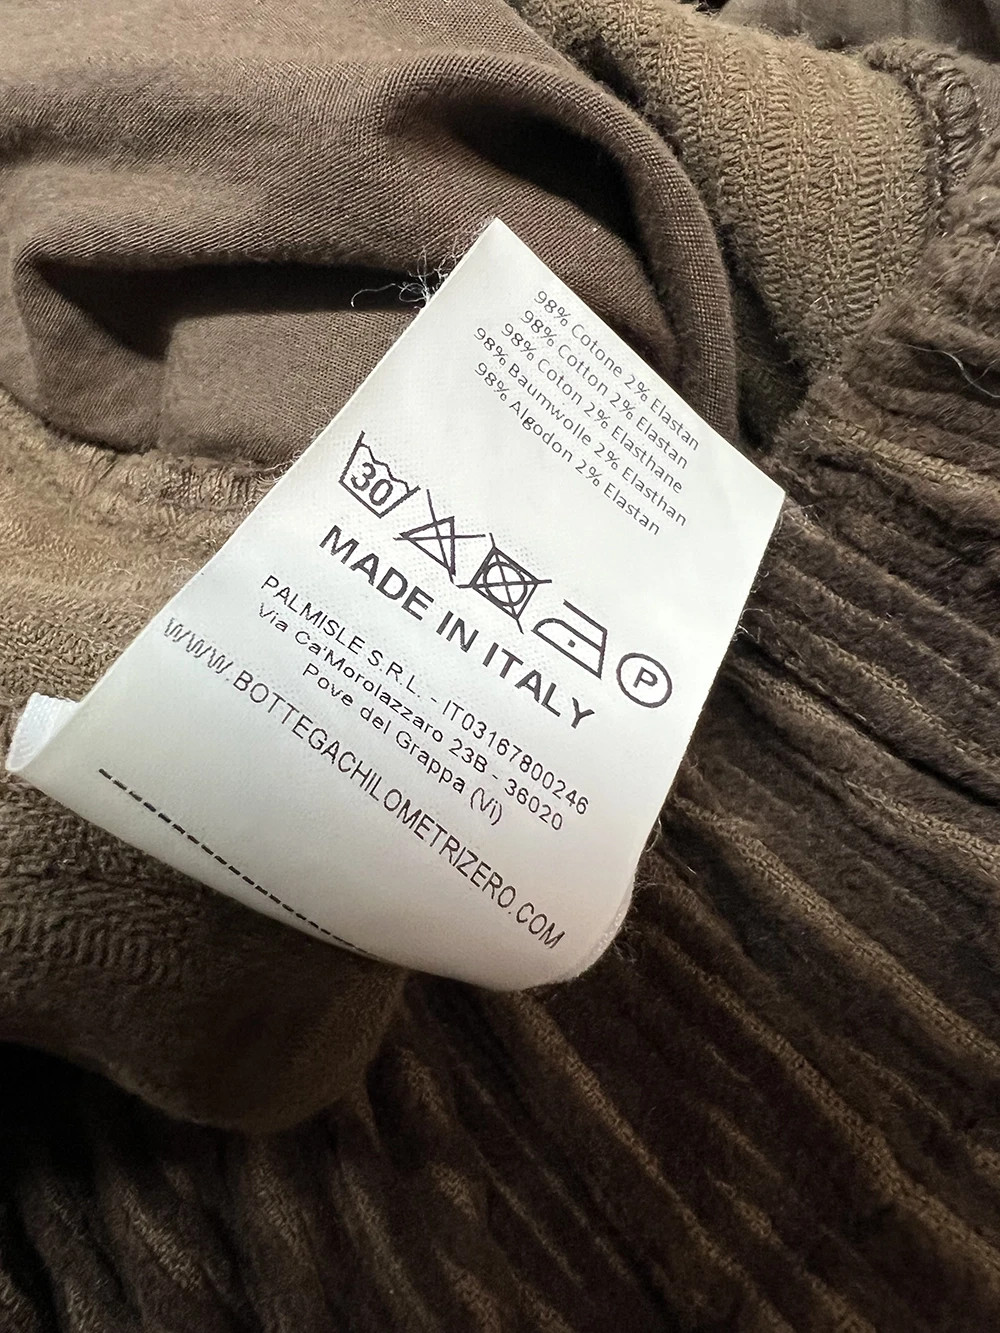 98% Cotone 2% Elastan
98% Cotton 2% Elastan
98% Coton 2% Elasthane
98% Baumwolle 2% Elasthan
98% Algodon 2% Elastan
30
P
MADE IN ITALY
PALMISLE S.R.L. - IT03167800246
Via Ca'Morolazzaro 23B - 36020
Pove del Grappa (Vi)
WWW.BOTTEGACHILOMETRIZERO.COM